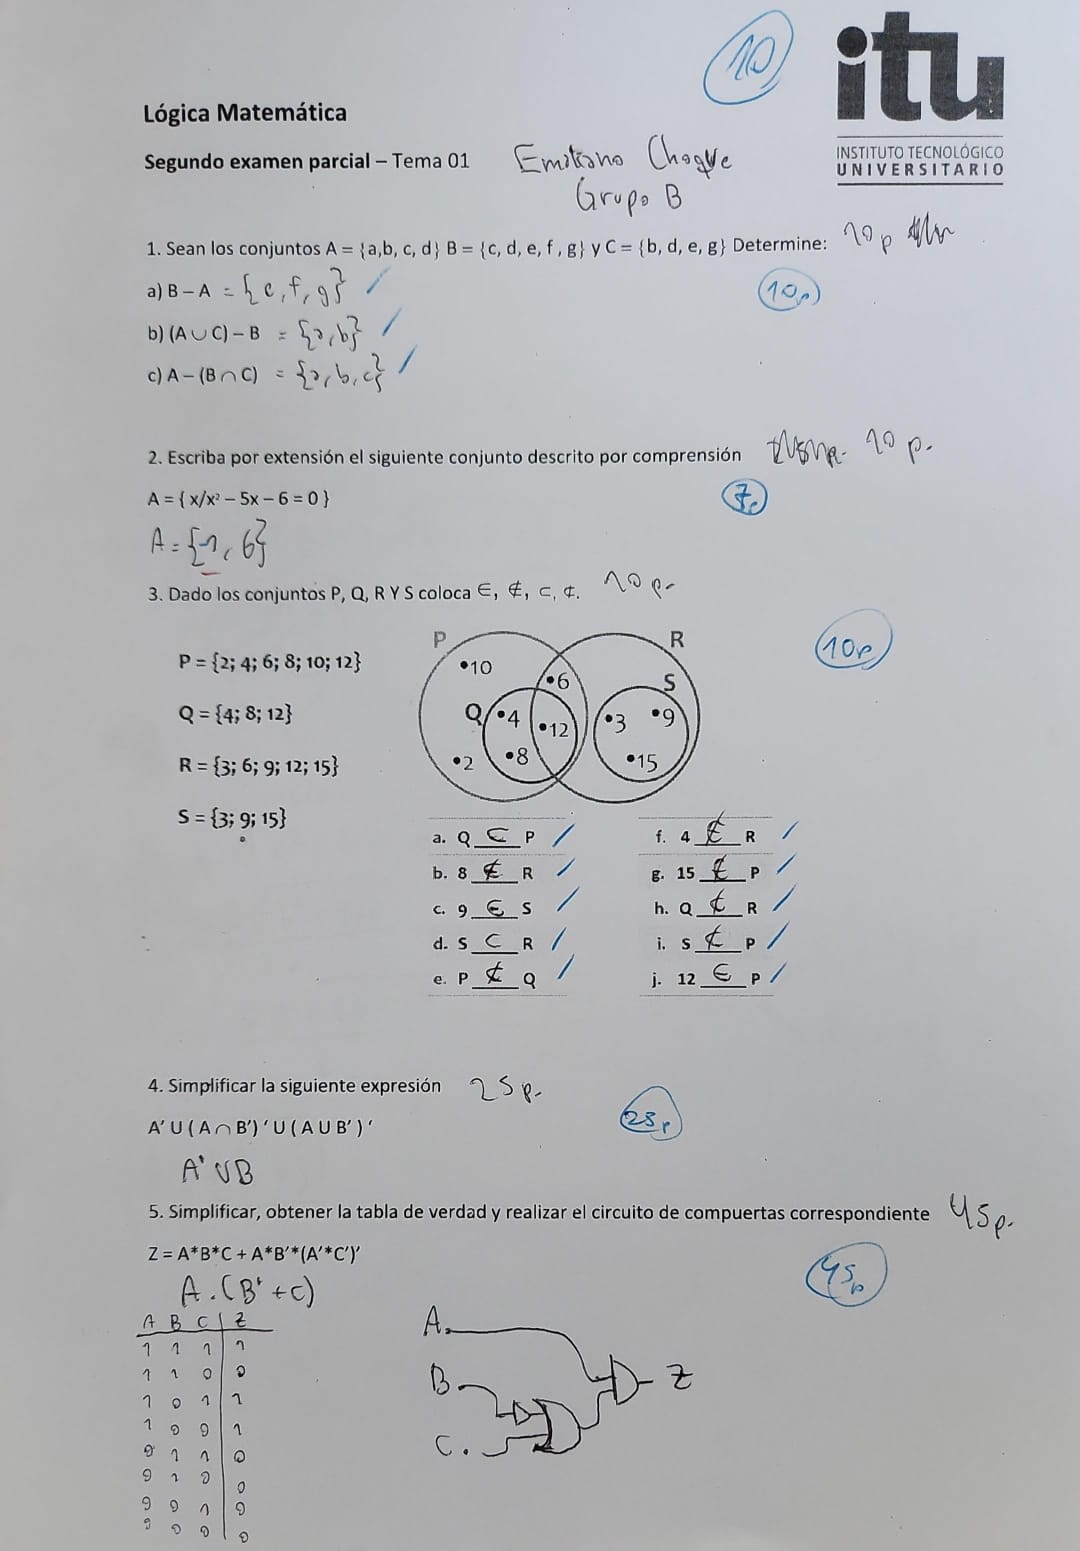 10
itu
INSTITUTO TECNOLÓGICO
UNIVERSITARIO
Lógica Matemática
Segundo examen parcial – Tema 01 Emiliano Choque
Grupo B
1. Sean los conjuntos A = {a,b, c, d} B = {c, d, e, f , g} y C = {b, d, e, g} Determine: 10 p
a) B – A = {e, f, g}
10p
b) (A ∪ C) – B = {a, b}
c) A – (B ∩ C) = {a, b, c}
2. Escriba por extensión el siguiente conjunto descrito por comprensión 10 p.
A = { x/x² – 5x – 6 = 0 }
7p
A = {-1, 6}
3. Dado los conjuntos P, Q, R Y S coloca ∈, ∉, ⊂, ⊄. 10 p.
10p
P = {2; 4; 6; 8; 10; 12}
Q = {4; 8; 12}
R = {3; 6; 9; 12; 15}
S = {3; 9; 15}
P R
•10 •6 S
Q •4 •12 •3 •9
•2 •8 •15
a. Q ⊂ P f. 4 ∉ R
b. 8 ∉ R g. 15 ∉ P
c. 9 ∈ S h. Q ⊄ R
d. S ⊂ R i. S ⊄ P
e. P ⊄ Q j. 12 ∈ P
4. Simplificar la siguiente expresión 25 p.
25p
A’ U ( A ∩ B’) ’ U ( A U B’ ) ‘
A' ∪ B
5. Simplificar, obtener la tabla de verdad y realizar el circuito de compuertas correspondiente 45p.
Z = A*B*C + A*B’*(A’*C’)’
45p
A . (B' + C)
A B C Z
1 1 1 1
1 1 0 0
1 0 1 1
1 0 0 1
0 1 1 0
0 1 0 0
0 0 1 0
0 0 0 0
A.
B.
C.
Z